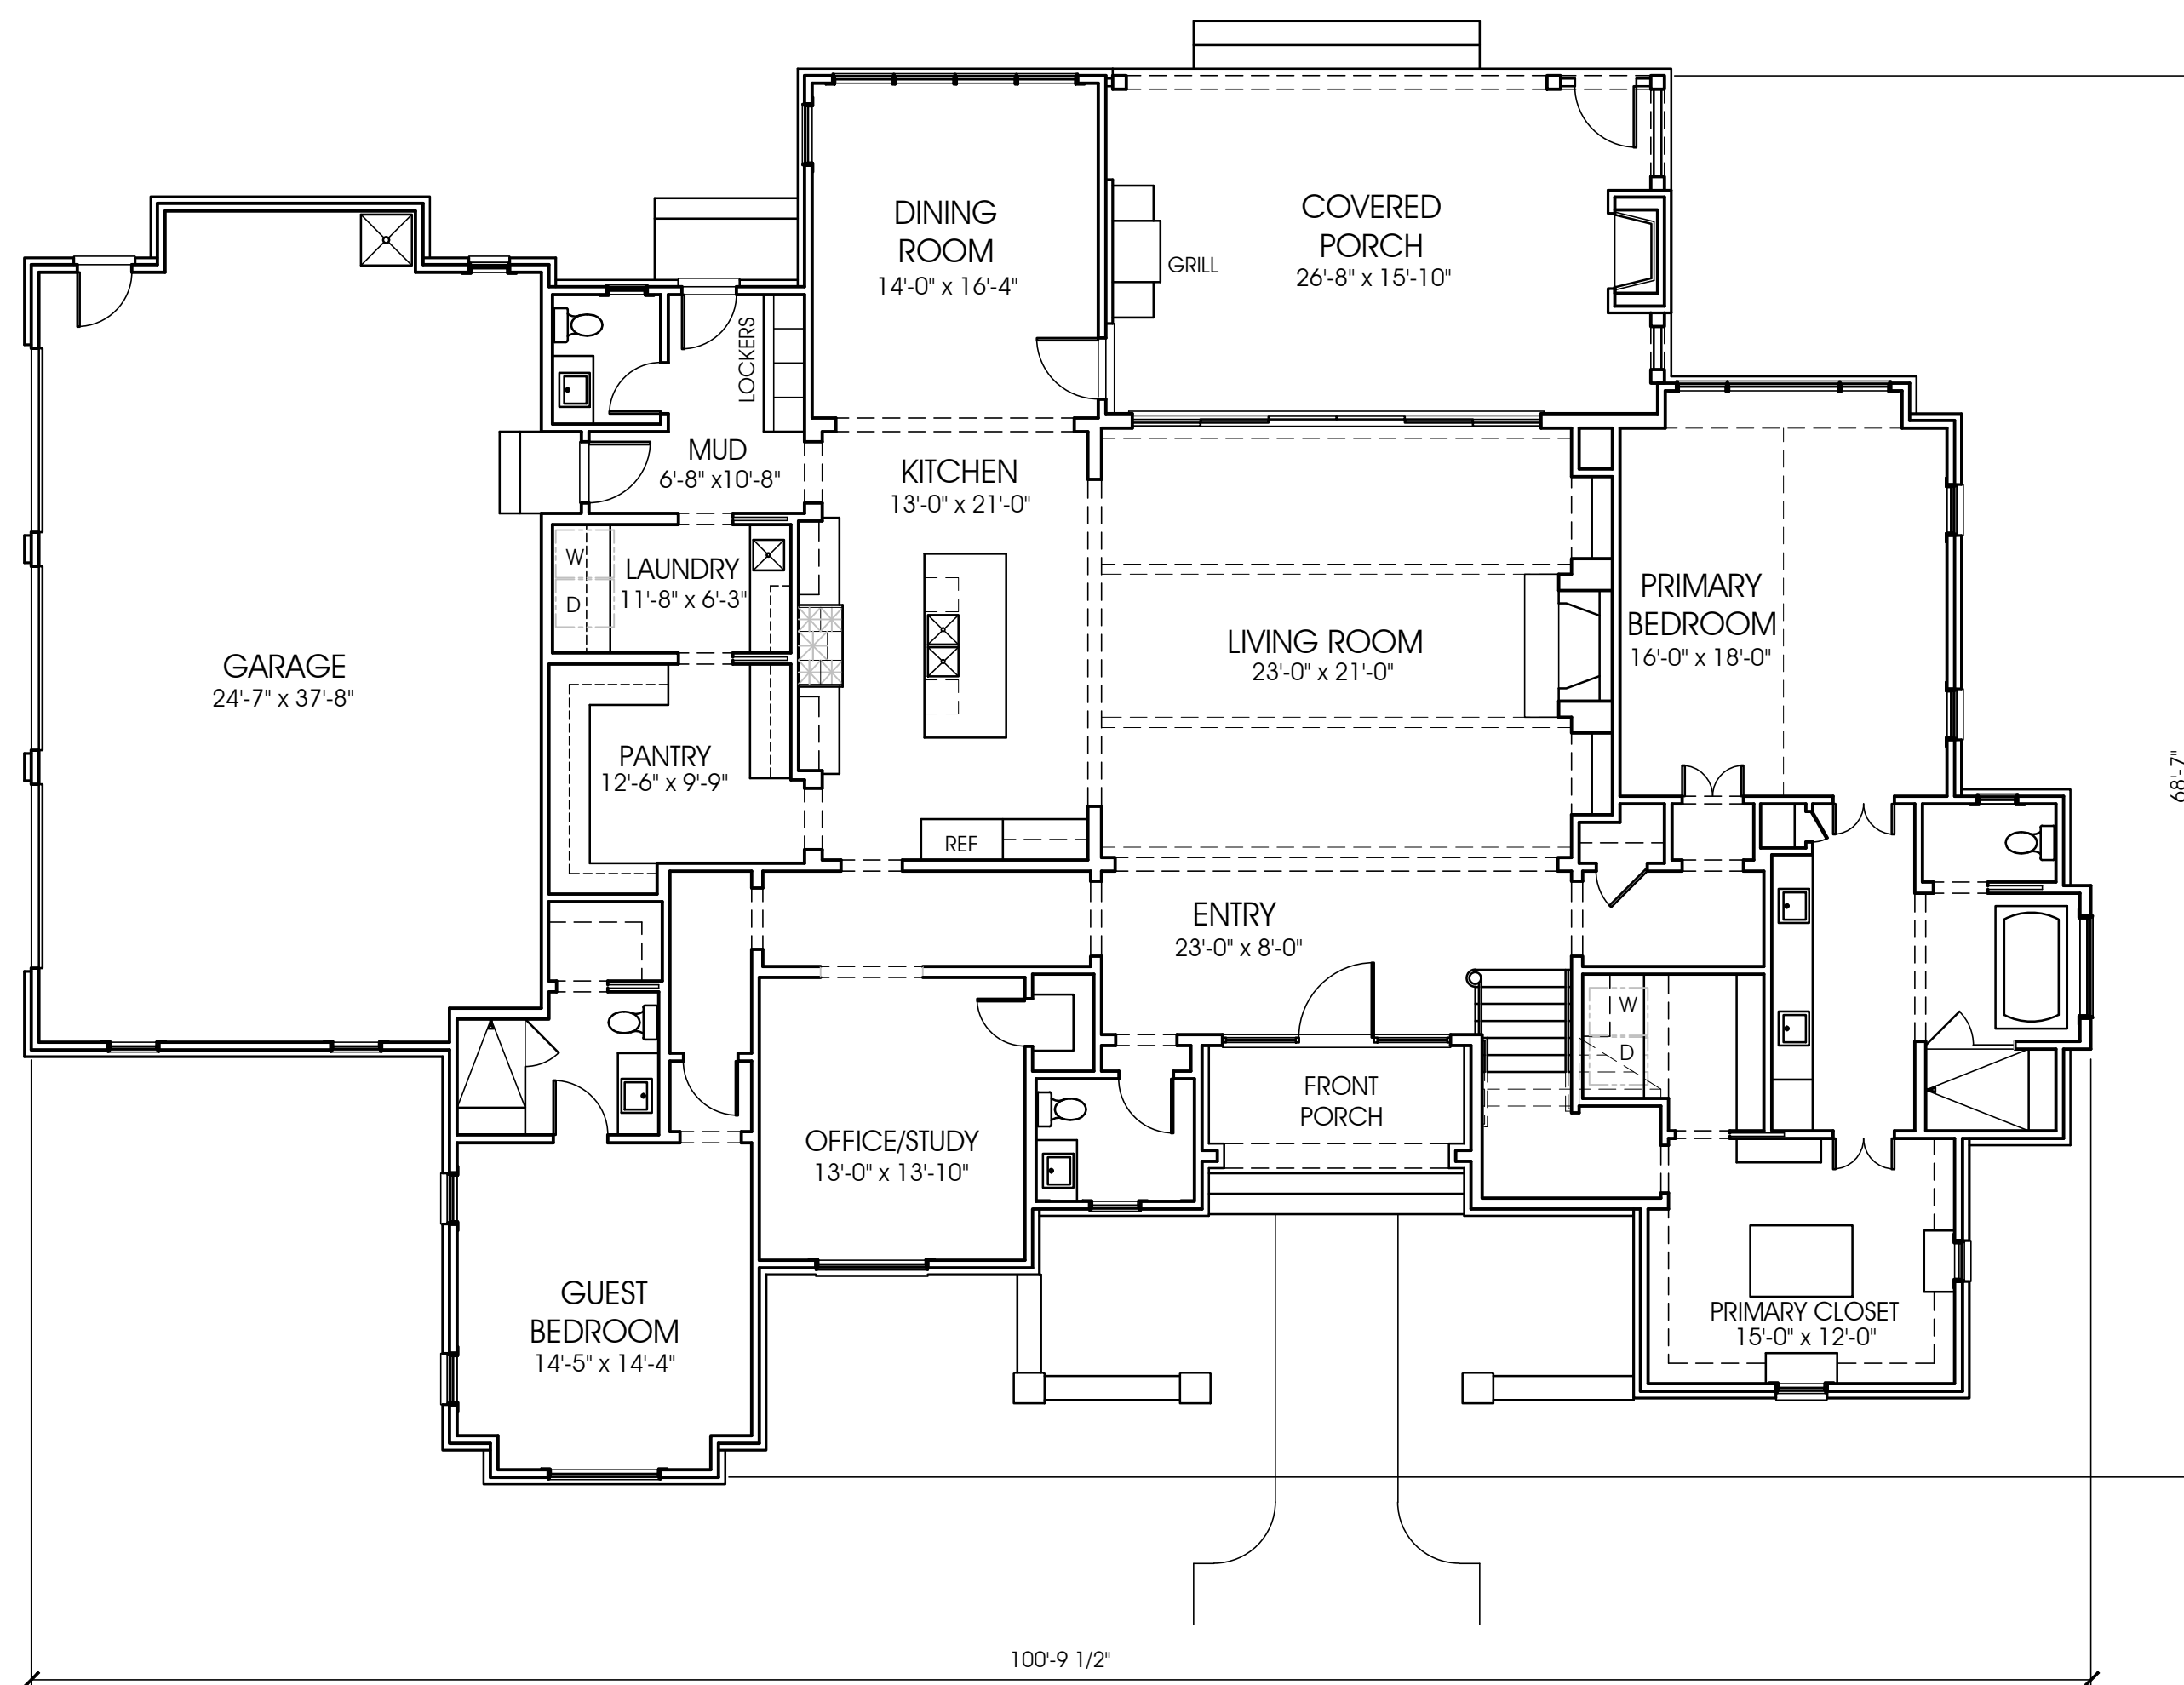 DINING
ROOM
14'-0" x 16'-4"
COVERED
PORCH
26'-8" x 15'-10"
GRILL
LOCKERS
MUD
6'-8" x10'-8"
KITCHEN
13'-0" x 21'-0"
W
D
LAUNDRY
11'-8" x 6'-3"
GARAGE
24'-7" x 37'-8"
LIVING ROOM
23'-0" x 21'-0"
PRIMARY
BEDROOM
16'-0" x 18'-0"
PANTRY
12'-6" x 9'-9"
68'-7"
REF
ENTRY
23'-0" x 8'-0"
W
D
FRONT
PORCH
OFFICE/STUDY
13'-0" x 13'-10"
GUEST
BEDROOM
14'-5" x 14'-4"
PRIMARY CLOSET
15'-0" x 12'-0"
100'-9 1/2"